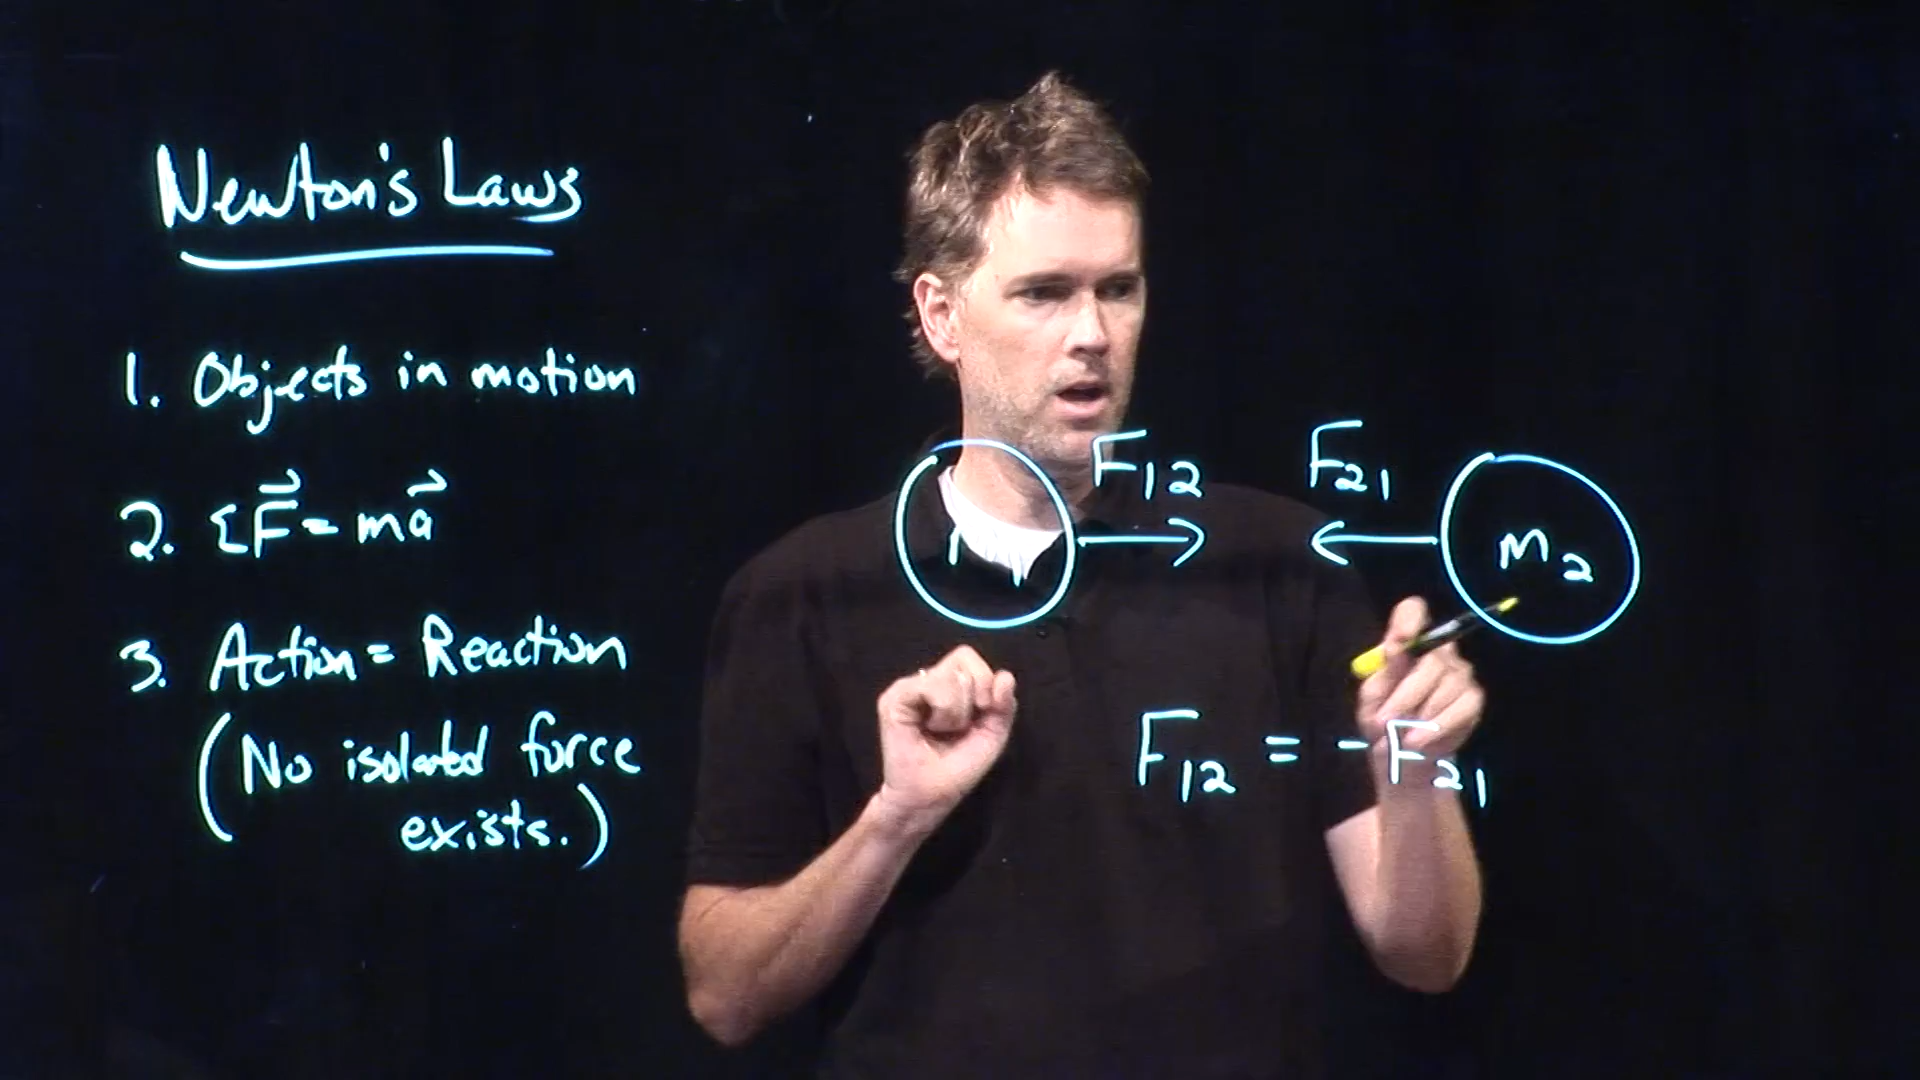 Newton's Laws
1. Objects in motion
2. ΣF⃗ = ma⃗
3. Action = Reaction
(No isolated force
exists.)
F₁₂ F₂₁
m₂
F₁₂ = -F₂₁